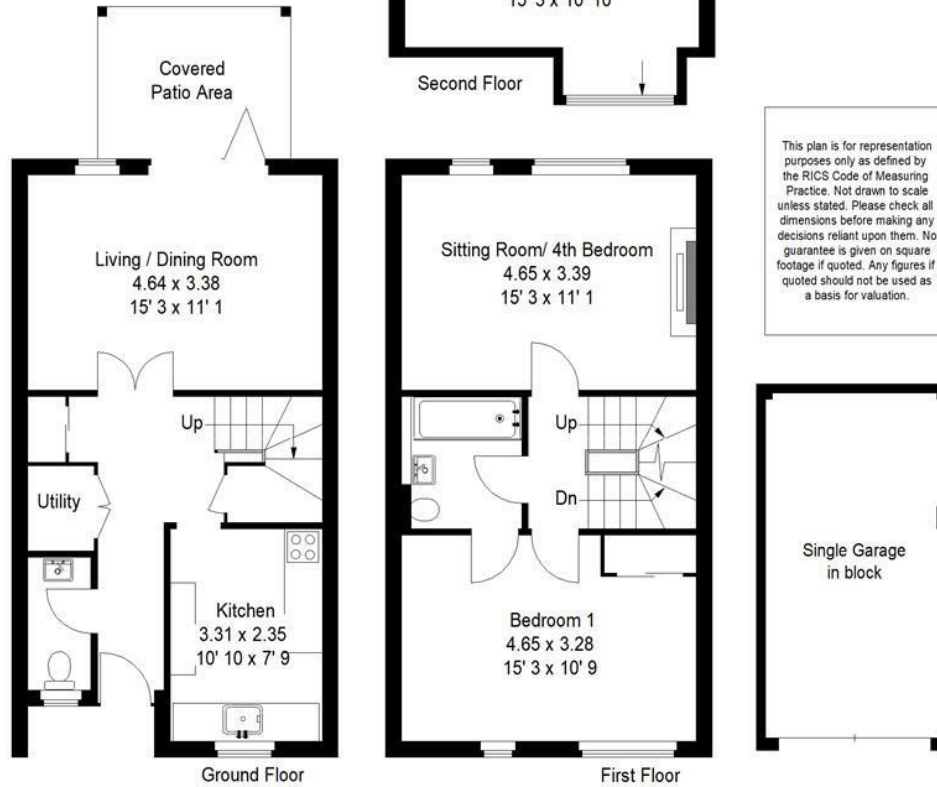 15' 3 x 10' 10
Second Floor
Covered
Patio Area
Living / Dining Room
4.64 x 3.38
15' 3 x 11' 1
Up
Utility
Kitchen
3.31 x 2.35
10' 10 x 7' 9
Ground Floor
Sitting Room/ 4th Bedroom
4.65 x 3.39
15' 3 x 11' 1
Up
Dn
Bedroom 1
4.65 x 3.28
15' 3 x 10' 9
First Floor
This plan is for representation
purposes only as defined by
the RICS Code of Measuring
Practice. Not drawn to scale
unless stated. Please check all
dimensions before making any
decisions reliant upon them. No
guarantee is given on square
footage if quoted. Any figures if
quoted should not be used as
a basis for valuation.
Single Garage
in block